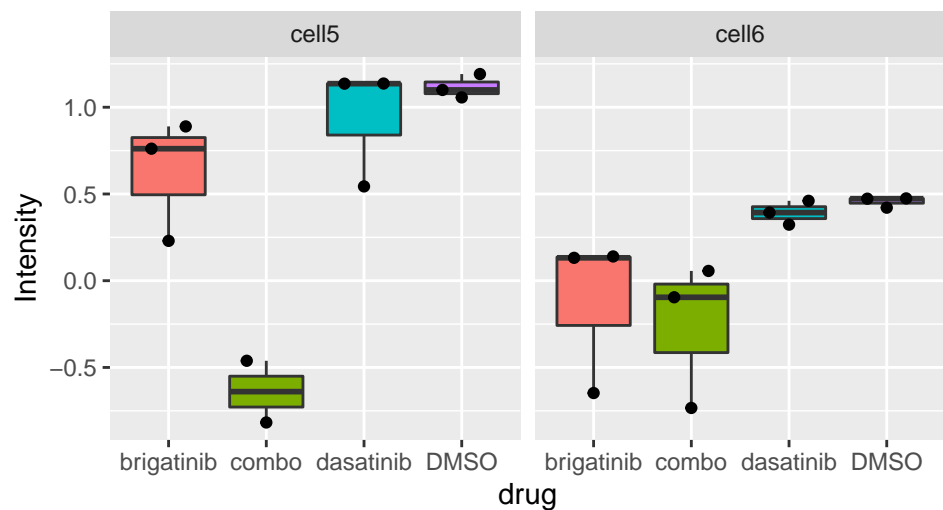 cell5 cell6
Intensity
1.0
0.5
0.0
−0.5
brigatinib combo dasatinib DMSO brigatinib combo dasatinib DMSO
drug